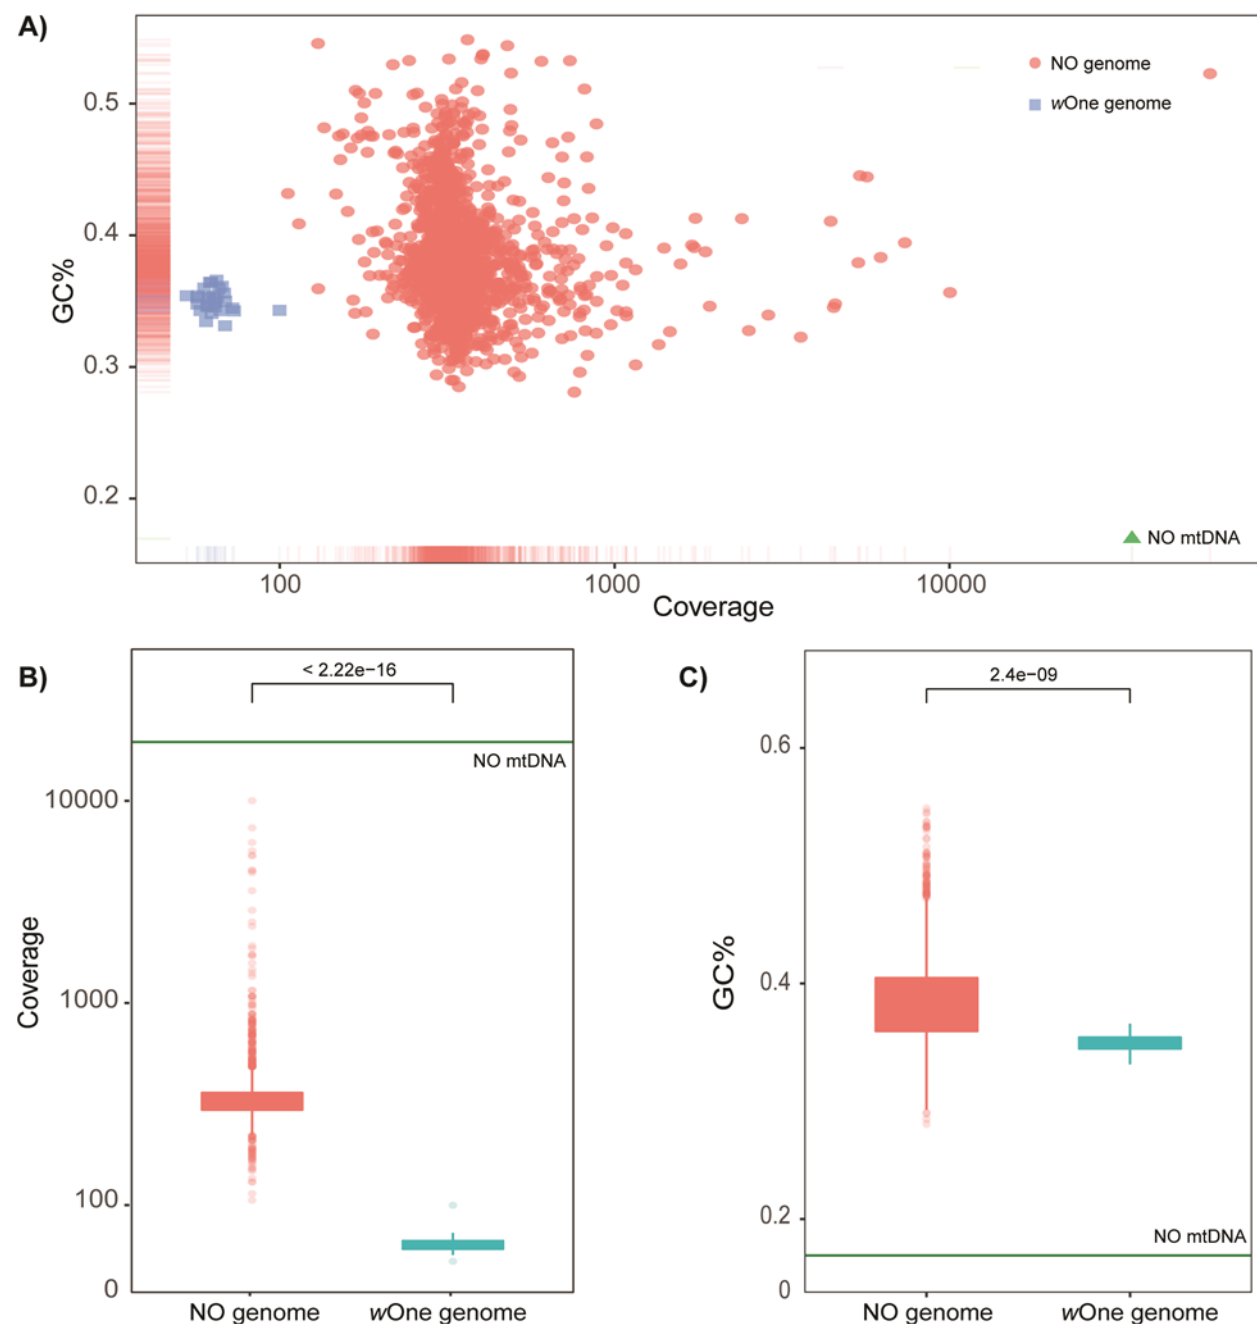 A)
NO genome
wOne genome
0.5
0.4
GC%
0.3
0.2
NO mtDNA
100
1000
10000
Coverage
B)
< 2.22e−16
NO mtDNA
10000
Coverage
1000
100
0
NO genome
wOne genome
C)
2.4e−09
0.6
GC%
0.4
0.2
NO mtDNA
0
NO genome
wOne genome